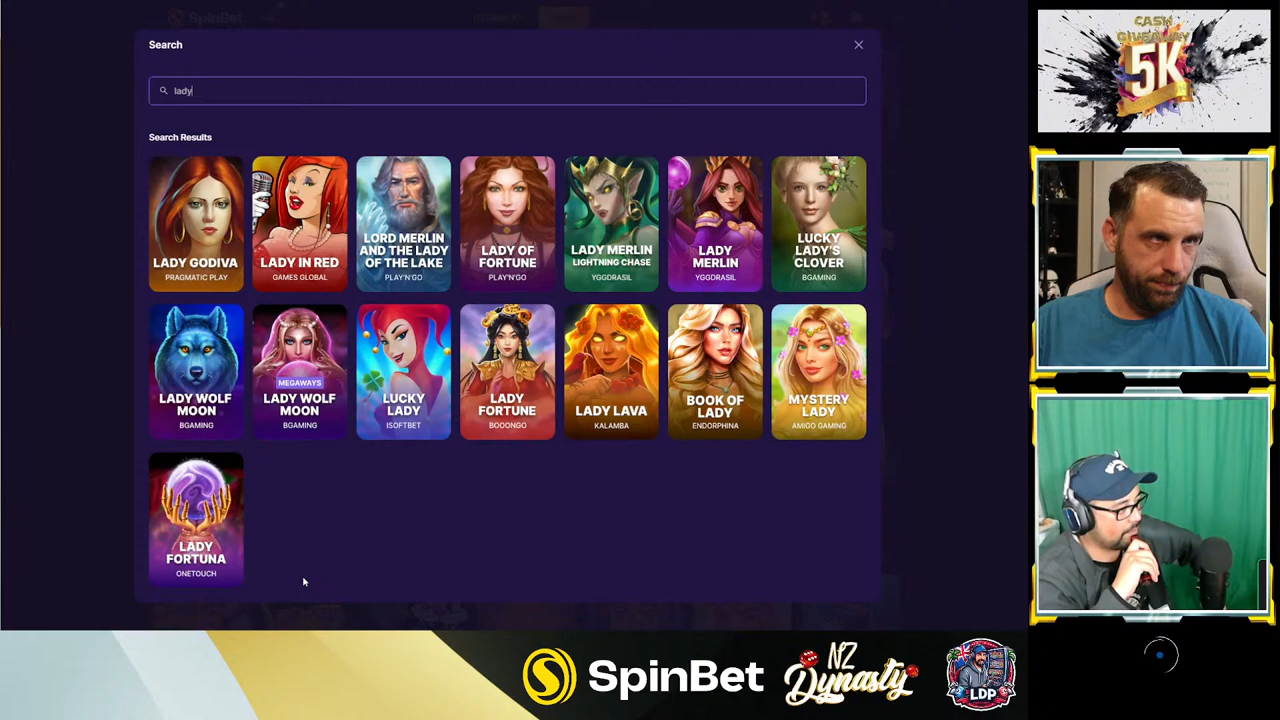 SpinBet
Search
lady
Search Results
LADY GODIVA
PRAGMATIC PLAY
LADY IN RED
GAMES GLOBAL
LORD MERLIN
AND THE LADY
OF THE LAKE
PLAY'N'GO
LADY OF
FORTUNE
PLAY'N'GO
LADY MERLIN
LIGHTNING CHASE
YGGDRASIL
LADY
MERLIN
YGGDRASIL
LUCKY
LADY'S
CLOVER
BGAMING
LADY WOLF
MOON
BGAMING
MEGAWAYS
LADY WOLF
MOON
BGAMING
LUCKY
LADY
ISOFTBET
LADY
FORTUNE
BOOONGO
LADY LAVA
KALAMBA
BOOK OF
LADY
ENDORPHINA
MYSTERY
LADY
AMIGO GAMING
LADY
FORTUNA
ONETOUCH
CASH
GIVEAWAY
5K
SpinBet
NZ
Dynasty
LDP